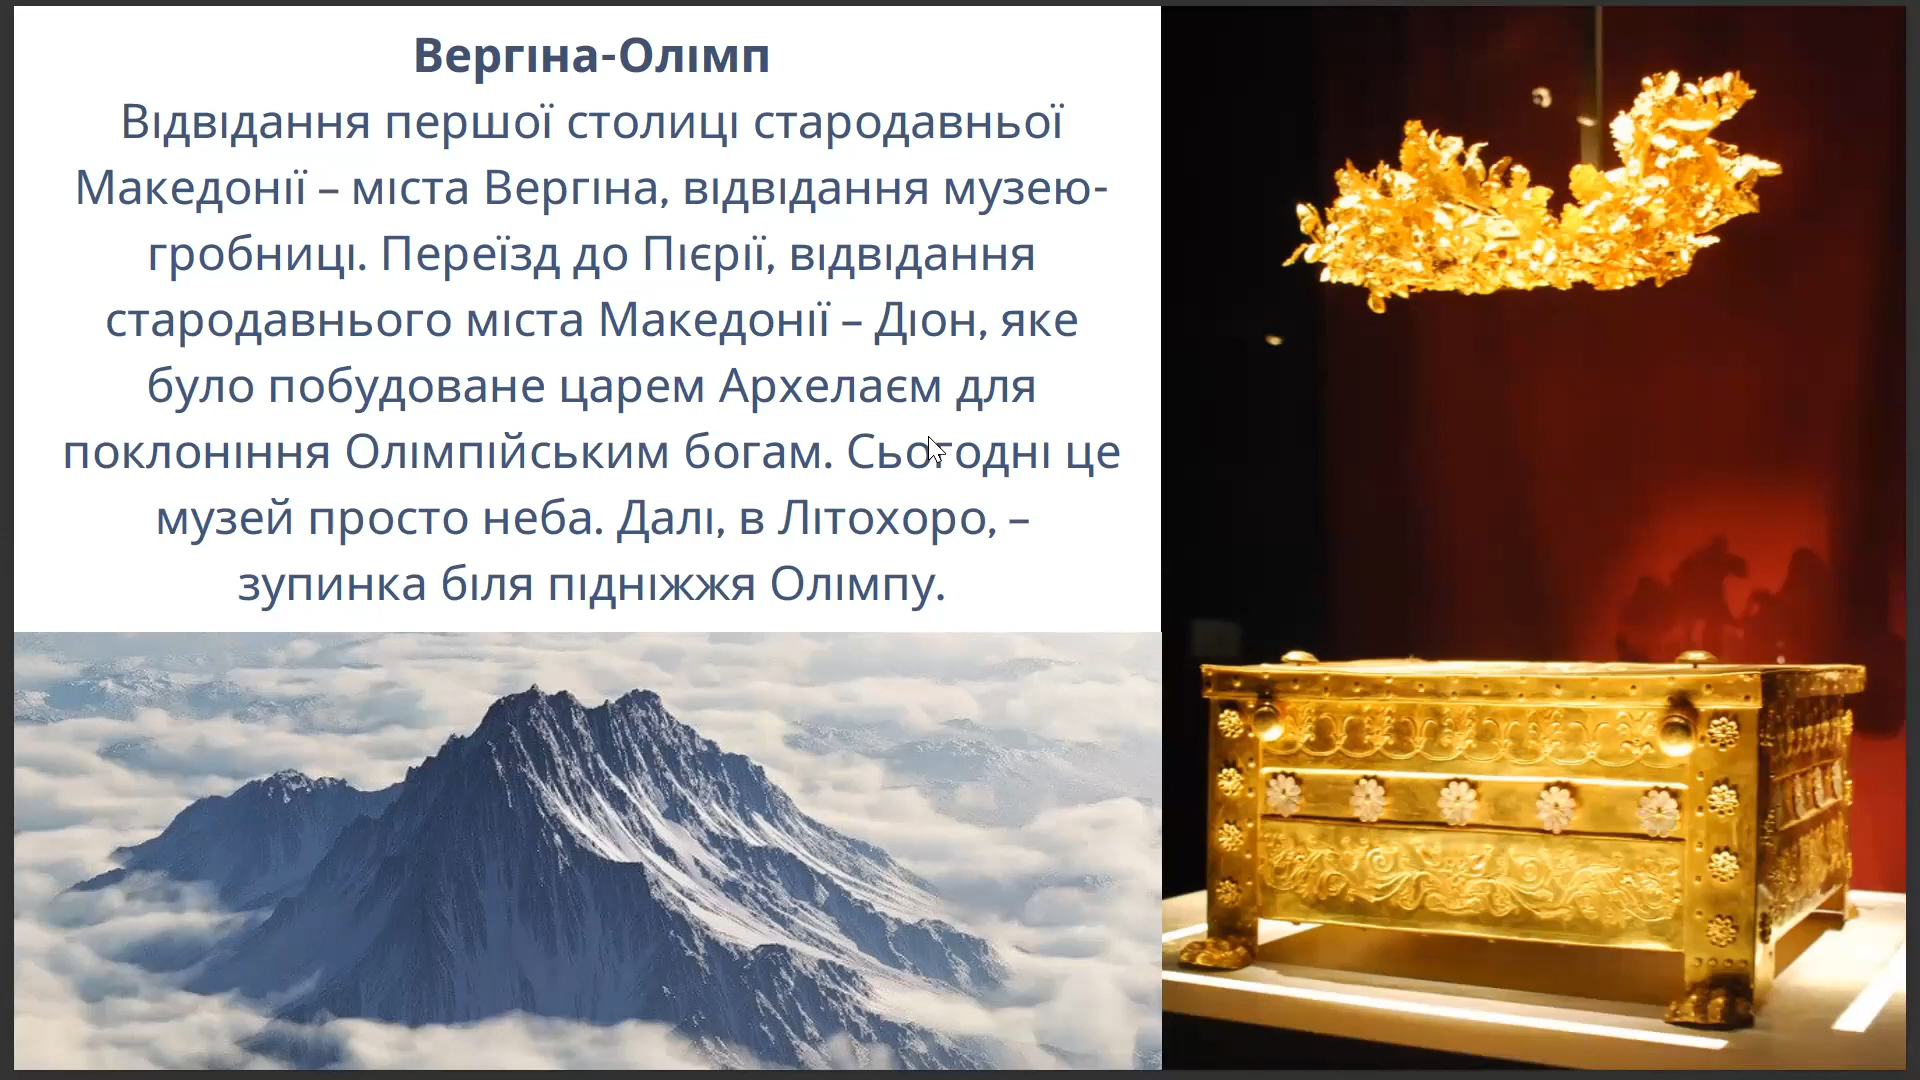 Вергіна-Олімп
Відвідання першої столиці стародавньої
Македонії – міста Вергіна, відвідання музею-
гробниці. Переїзд до Пієрії, відвідання
стародавнього міста Македонії – Діон, яке
було побудоване царем Архелаєм для
поклоніння Олімпійським богам. Сьогодні це
музей просто неба. Далі, в Літохоро, –
зупинка біля підніжжя Олімпу.